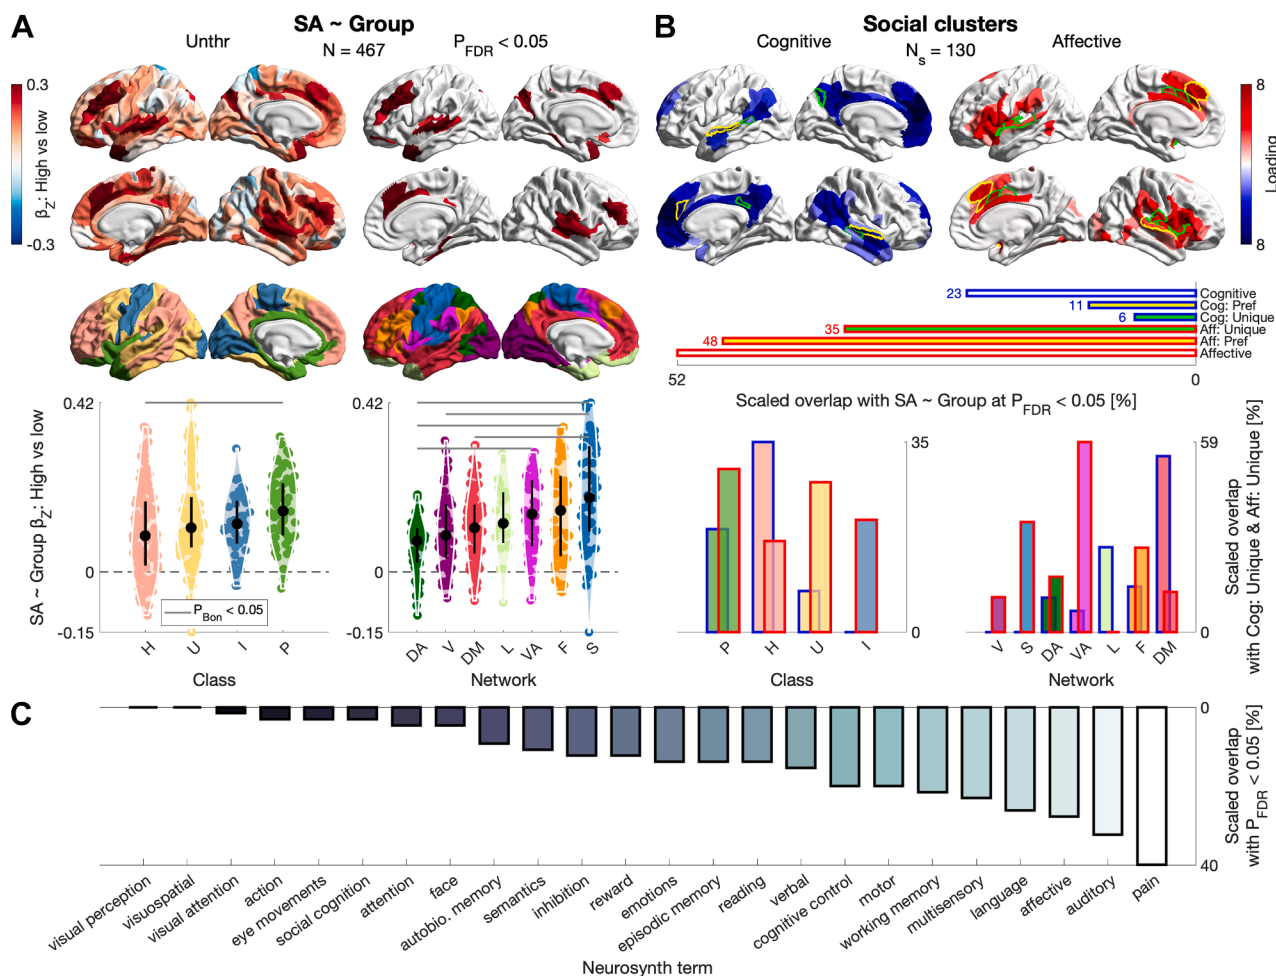 A
SA ~ Group
Unthr
N = 467
P_FDR < 0.05
0.3
β_Z: High vs low
-0.3
B
Social clusters
Cognitive
N_s = 130
Affective
8
Loading
8
23
Cognitive
11
Cog: Pref
6
Cog: Unique
35
Aff: Unique
48
Aff: Pref
Affective
52
0
Scaled overlap with SA ~ Group at P_FDR < 0.05 [%]
SA ~ Group β_Z: High vs low
0.42
0
-0.15
P_Bon < 0.05
H
U
I
P
Class
0.42
0
-0.15
DA
V
DM
L
VA
F
S
Network
35
0
P
H
U
I
Class
59
0
V
S
DA
VA
L
F
DM
Network
Scaled overlap
with Cog: Unique & Aff: Unique [%]
C
0
40
Scaled overlap
with P_FDR < 0.05 [%]
visual perception
visuospatial
visual attention
action
eye movements
social cognition
attention
face
autobio. memory
semantics
inhibition
reward
emotions
episodic memory
reading
verbal
cognitive control
motor
working memory
multisensory
language
affective
auditory
pain
Neurosynth term